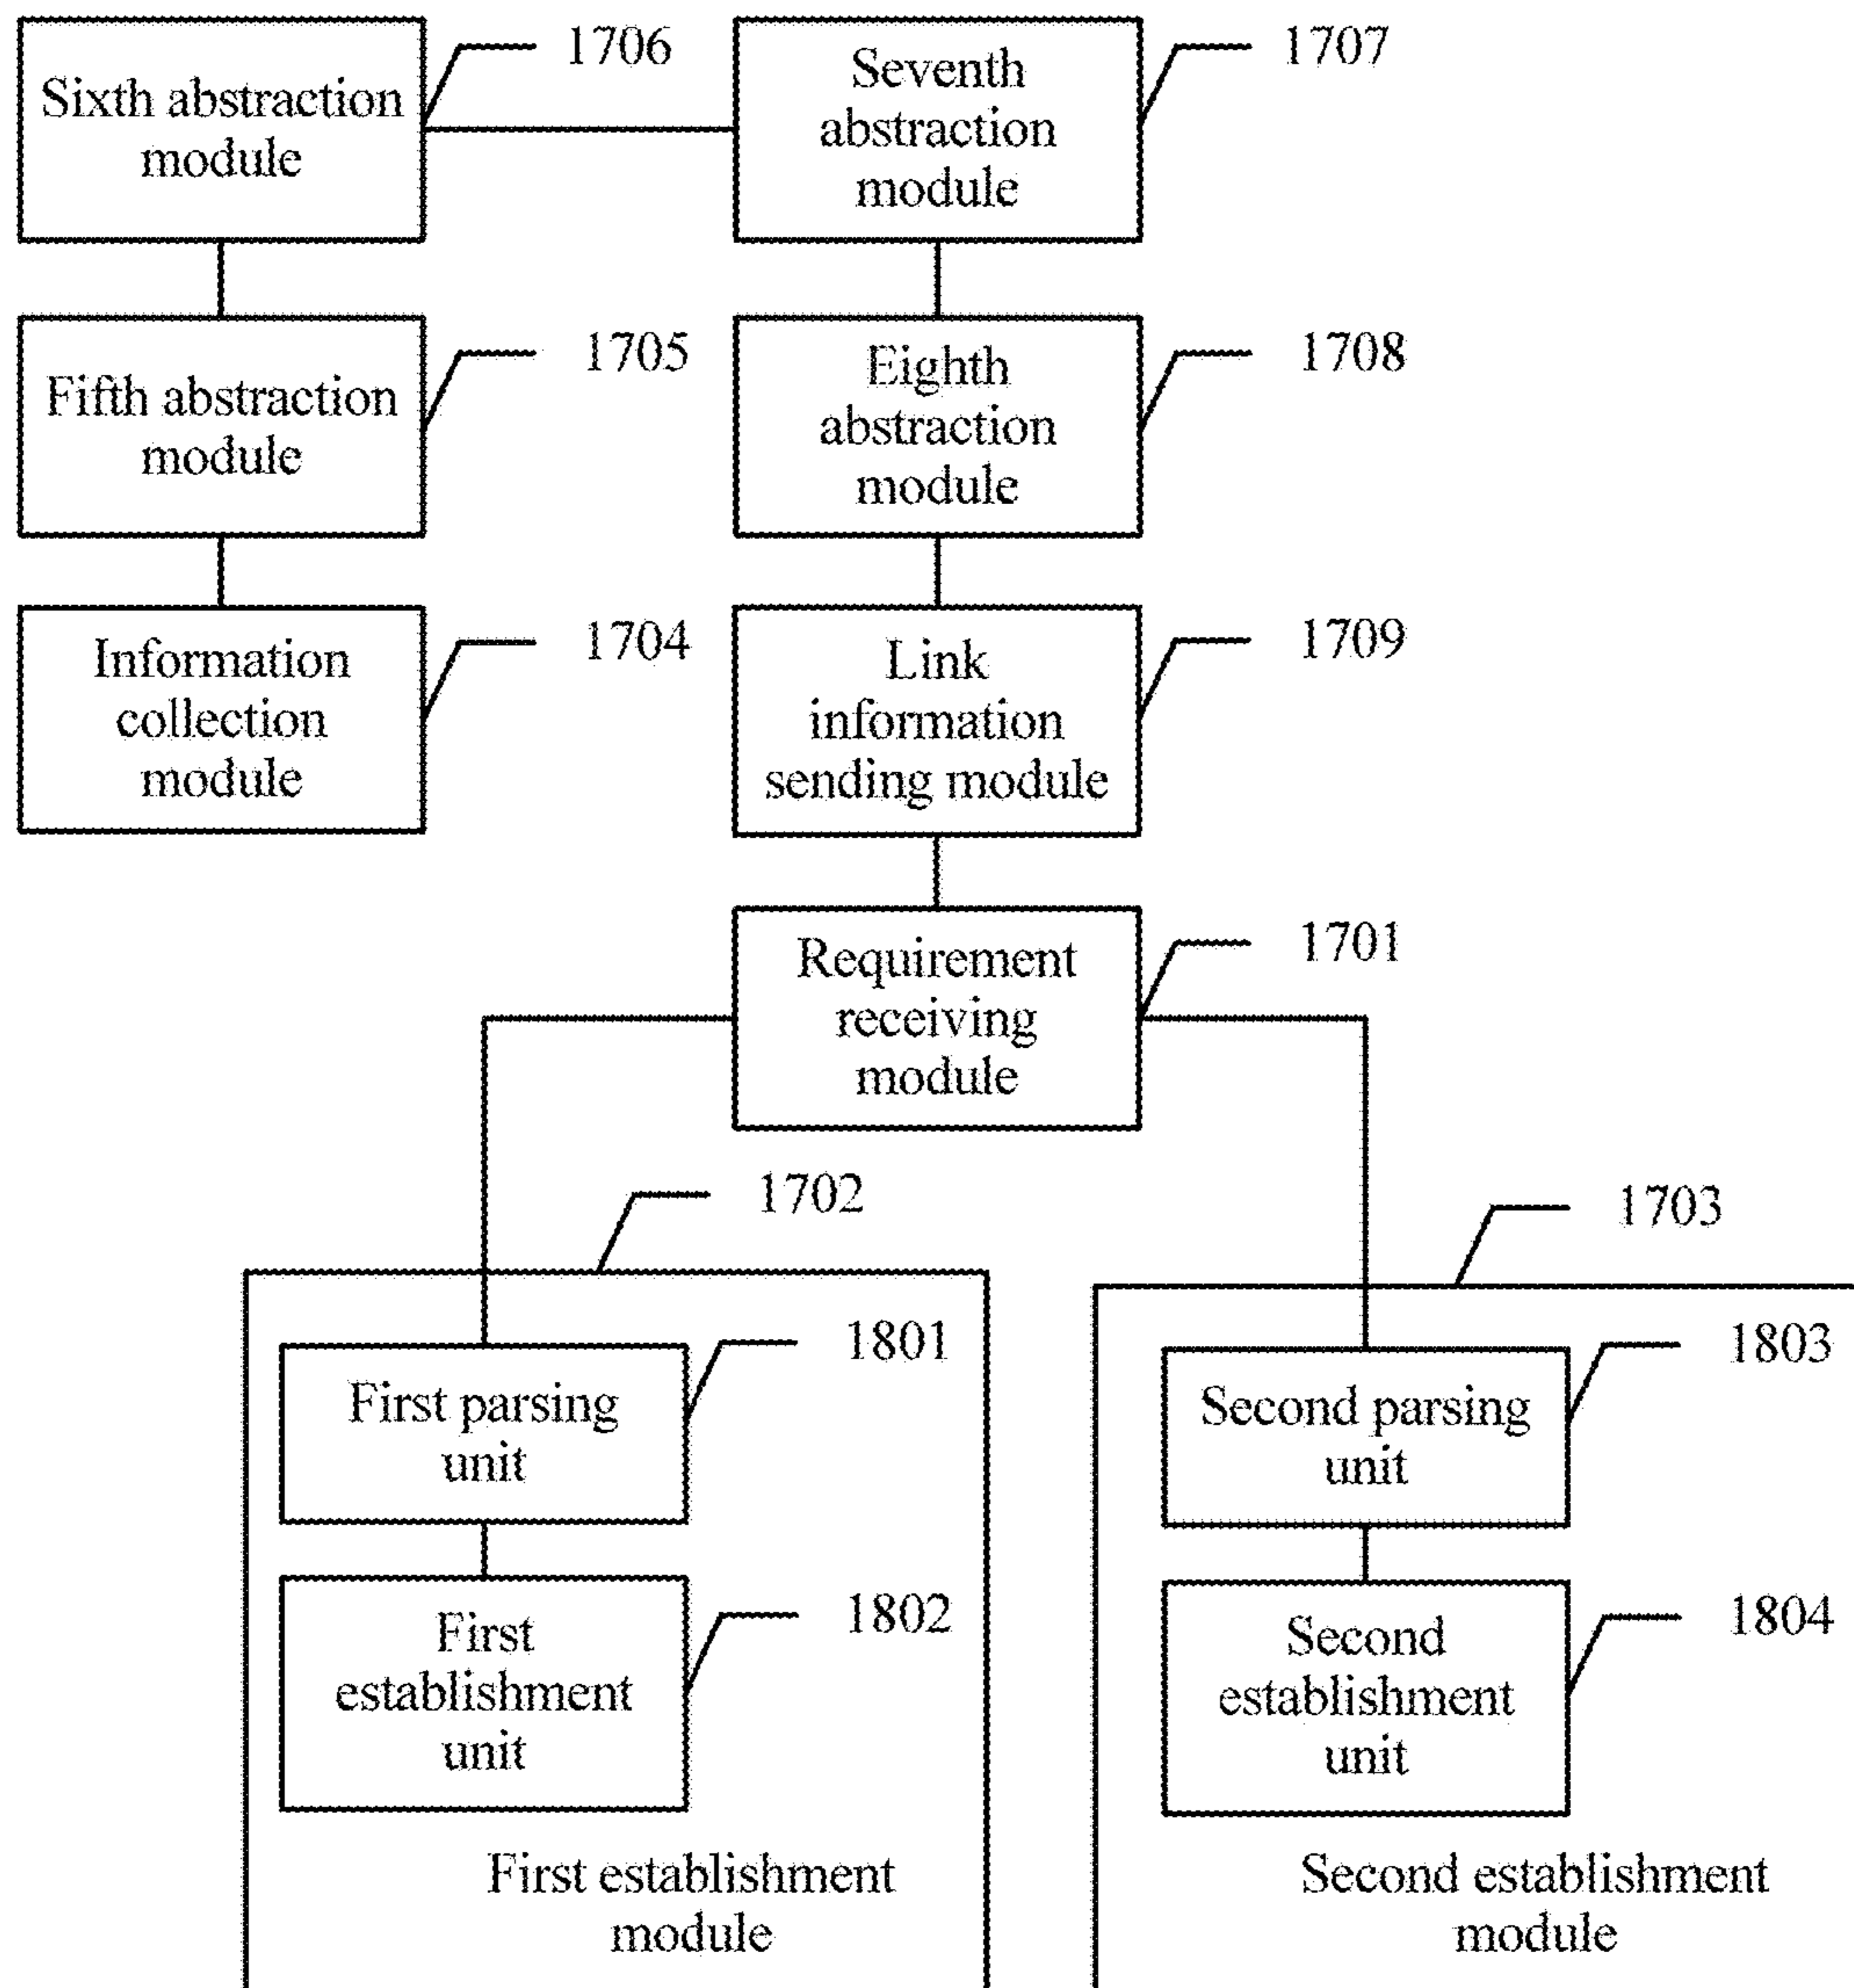 Sixth abstraction
module
1706
Seventh
abstraction
module
1707
Fifth abstraction
module
1705
Eighth
abstraction
module
1708
Information
collection
module
1704
Link
information
sending module
1709
Requirement
receiving
module
1701
1702
1703
First parsing
unit
1801
First
establishment
unit
1802
First establishment
module
Second parsing
unit
1803
Second
establishment
unit
1804
Second establishment
module